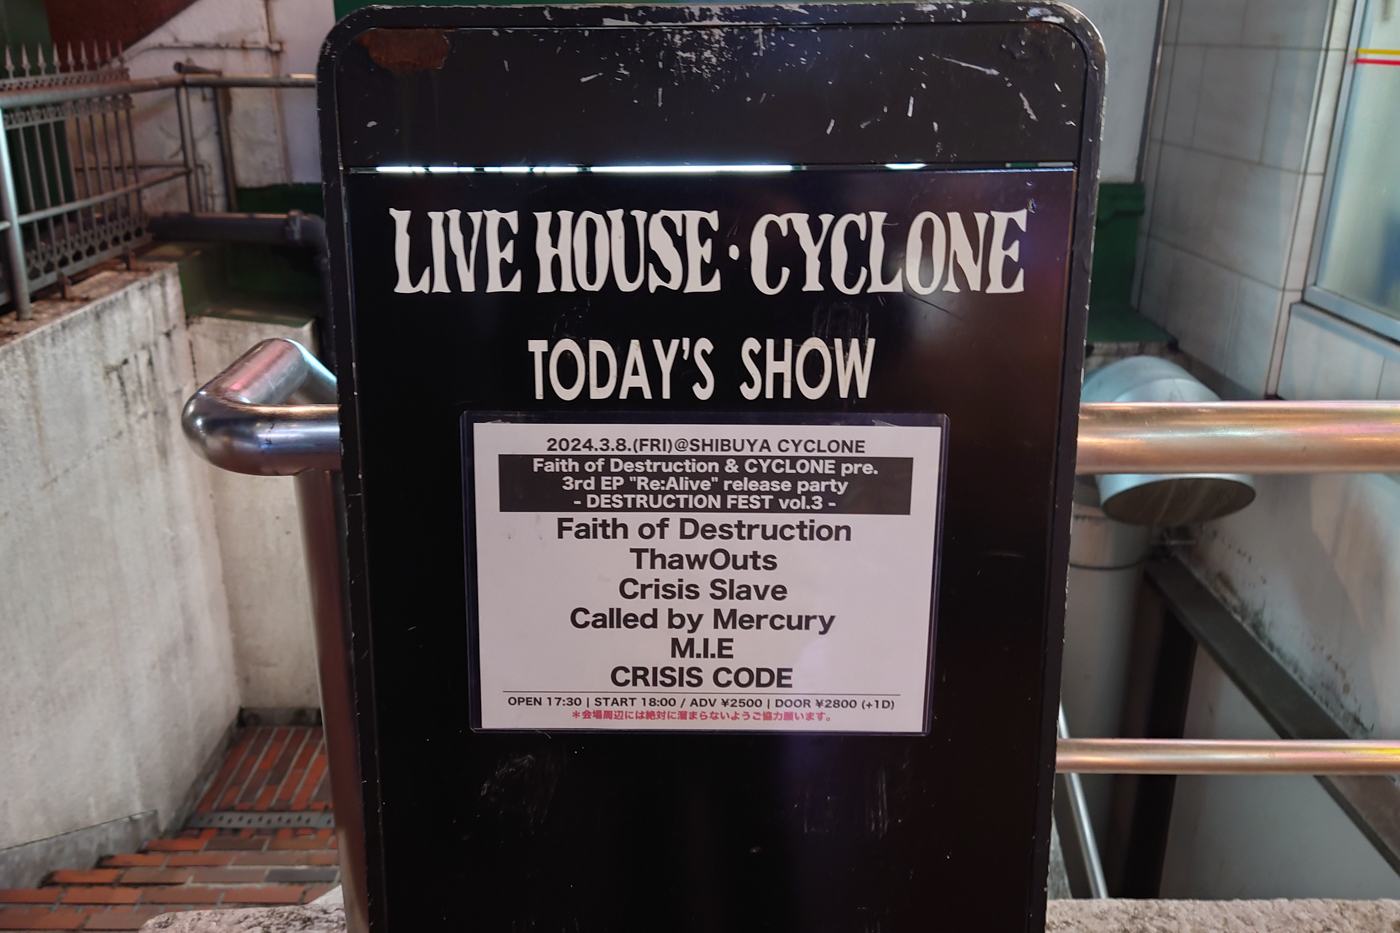 LIVE HOUSE・CYCLONE
TODAY'S SHOW
2024.3.8.(FRI)@SHIBUYA CYCLONE
Faith of Destruction & CYCLONE pre.
3rd EP "Re:Alive" release party
- DESTRUCTION FEST vol.3 -
Faith of Destruction
ThawOuts
Crisis Slave
Called by Mercury
M.I.E
CRISIS CODE
OPEN 17:30 | START 18:00 / ADV ¥2500 | DOOR ¥2800 (+1D)
＊会場周辺には絶対に溜まらないようご協力願います。